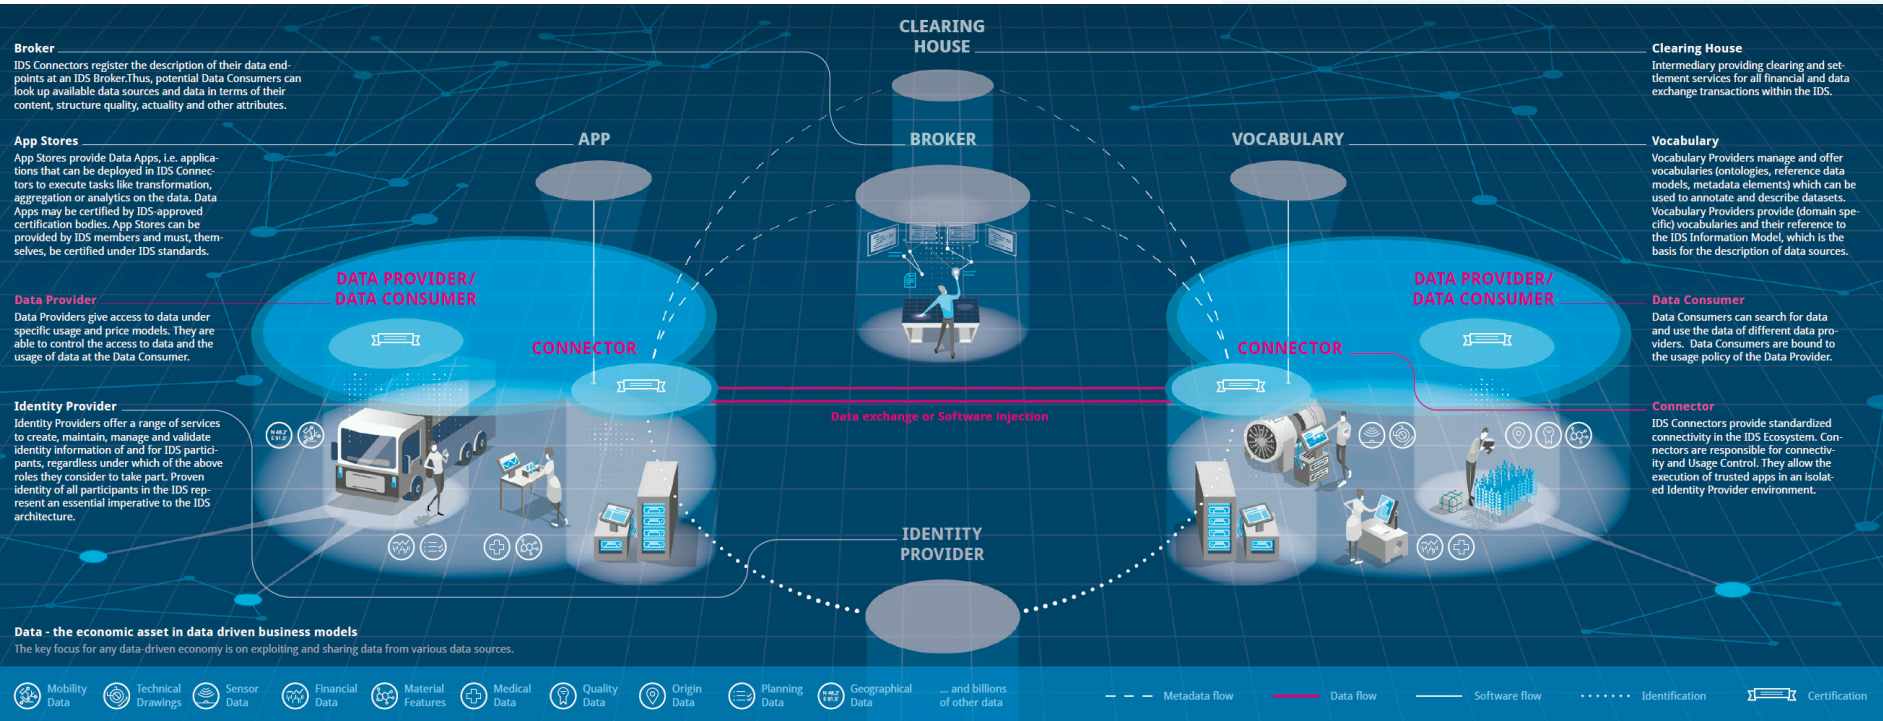 CLEARING
HOUSE
Broker
IDS Connectors register the description of their data end-
points at an IDS Broker.Thus, potential Data Consumers can
look up available data sources and data in terms of their
content, structure quality, actuality and other attributes.
Clearing House
Intermediary providing clearing and set-
tlement services for all financial and data
exchange transactions within the IDS.
App Stores
App Stores provide Data Apps, i.e. applica-
tions that can be deployed in IDS Connec-
tors to execute tasks like transformation,
aggregation or analytics on the data. Data
Apps may be certified by IDS-approved
certification bodies. App Stores can be
provided by IDS members and must, them-
selves, be certified under IDS standards.
APP
BROKER
VOCABULARY
Vocabulary
Vocabulary Providers manage and offer
vocabularies (ontologies, reference data
models, metadata elements) which can be
used to annotate and describe datasets.
Vocabulary Providers provide (domain spe-
cific) vocabularies and their reference to
the IDS Information Model, which is the
basis for the description of data sources.
DATA PROVIDER/
DATA CONSUMER
DATA PROVIDER/
DATA CONSUMER
Data Provider
Data Providers give access to data under
specific usage and price models. They are
able to control the access to data and the
usage of data at the Data Consumer.
CONNECTOR
CONNECTOR
Data Consumer
Data Consumers can search for data
and use the data of different data pro-
viders. Data Consumers are bound to
the usage policy of the Data Provider.
Data exchange or Software injection
Identity Provider
Identity Providers offer a range of services
to create, maintain, manage and validate
identity information of and for IDS partici-
pants, regardless under which of the above
roles they consider to take part. Proven
identity of all participants in the IDS rep-
resent an essential imperative to the IDS
architecture.
N 48.2'
E 91.5'
Connector
IDS Connectors provide standardized
connectivity in the IDS Ecosystem. Con-
nectors are responsible for connectiv-
ity and Usage Control. They allow the
execution of trusted apps in an isolat-
ed Identity Provider environment.
IDENTITY
PROVIDER
Data - the economic asset in data driven business models
The key focus for any data-driven economy is on exploiting and sharing data from various data sources.
Mobility
Data
Technical
Drawings
Sensor
Data
Financial
Data
Material
Features
Medical
Data
Quality
Data
Origin
Data
Planning
Data
N 48.2'
E 91.5'
Geographical
Data
... and billions
of other data
Metadata flow
Data flow
Software flow
Identification
Certification